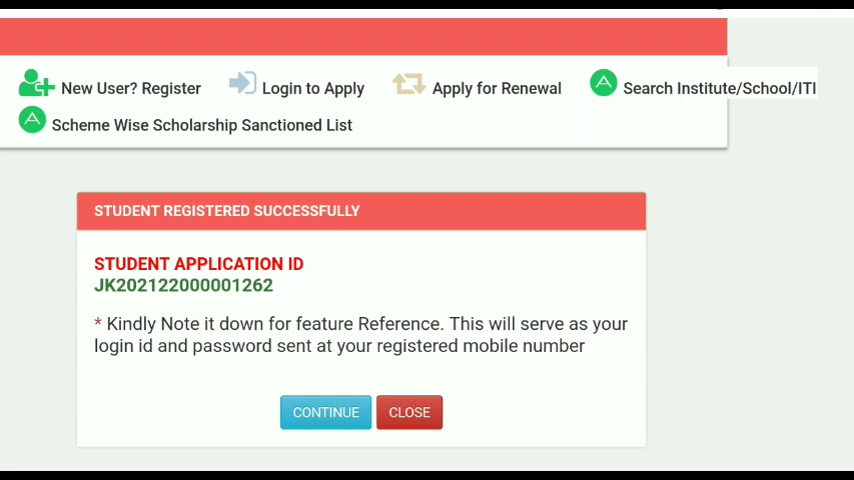 New User? Register Login to Apply Apply for Renewal Search Institute/School/ITI
Scheme Wise Scholarship Sanctioned List
STUDENT REGISTERED SUCCESSFULLY
STUDENT APPLICATION ID
JK202122000001262
* Kindly Note it down for feature Reference. This will serve as your
login id and password sent at your registered mobile number
CONTINUE CLOSE